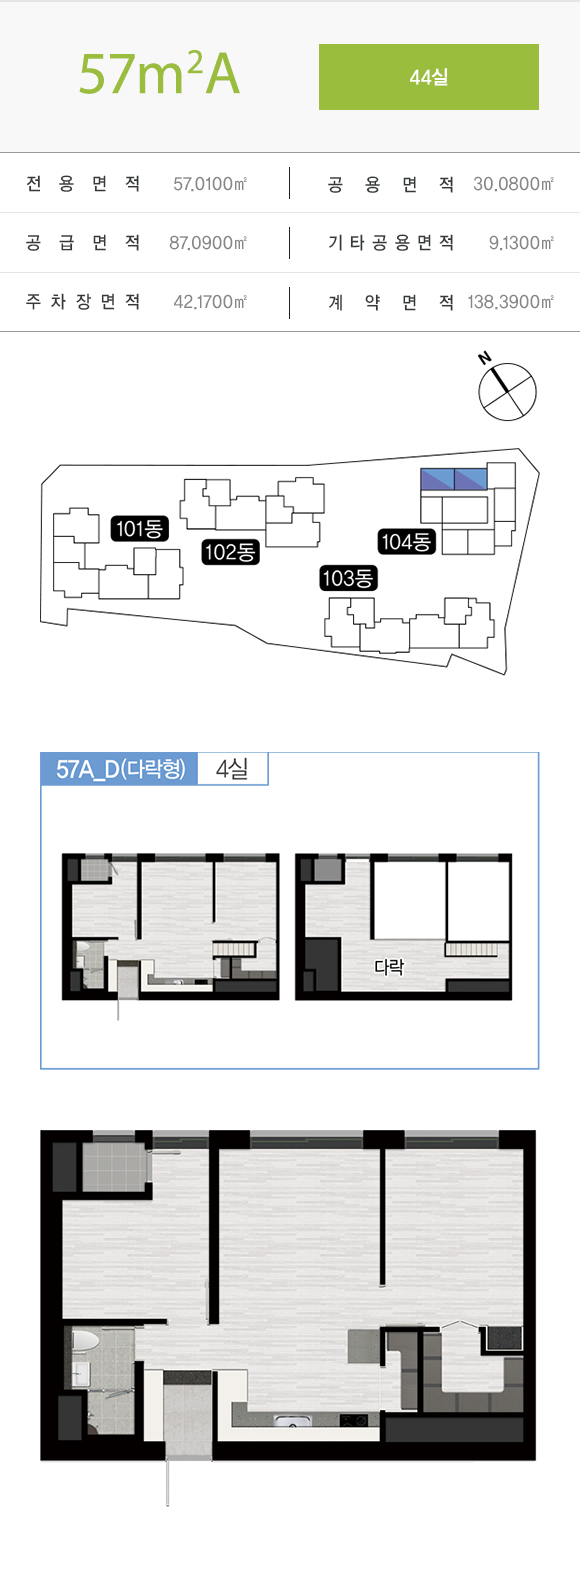 57m²A
44실
전용면적 57.0100㎡ 공용면적 30.0800㎡
공급면적 87.0900㎡ 기타공용면적 9.1300㎡
주차장면적 42.1700㎡ 계약면적 138.3900㎡
N
101동
102동
104동
103동
57A_D(다락형) 4실
다락